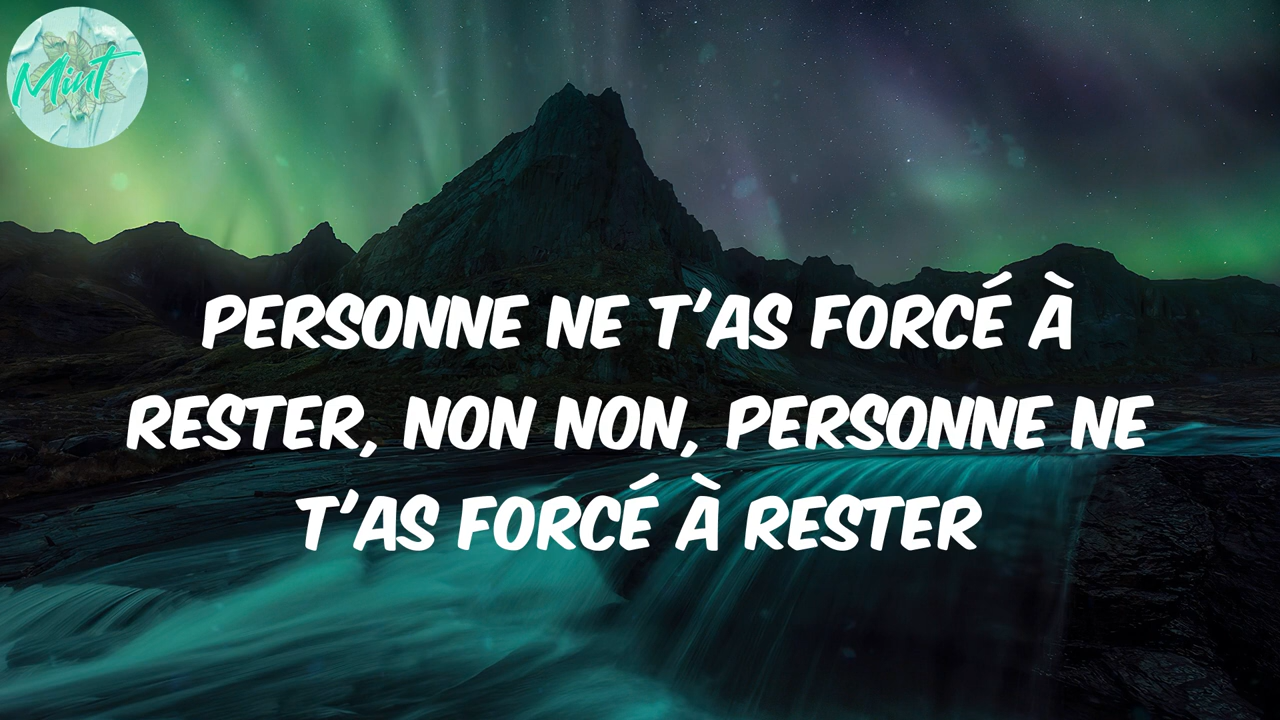 Mint
PERSONNE NE T'AS FORCÉ À
RESTER, NON NON, PERSONNE NE
T'AS FORCÉ À RESTER